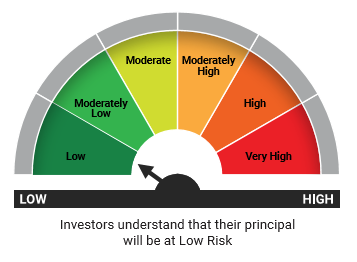 Moderate
Moderately
High
Moderately
Low
High
Low
Very High
LOW
HIGH
Investors understand that their principal
will be at Low Risk